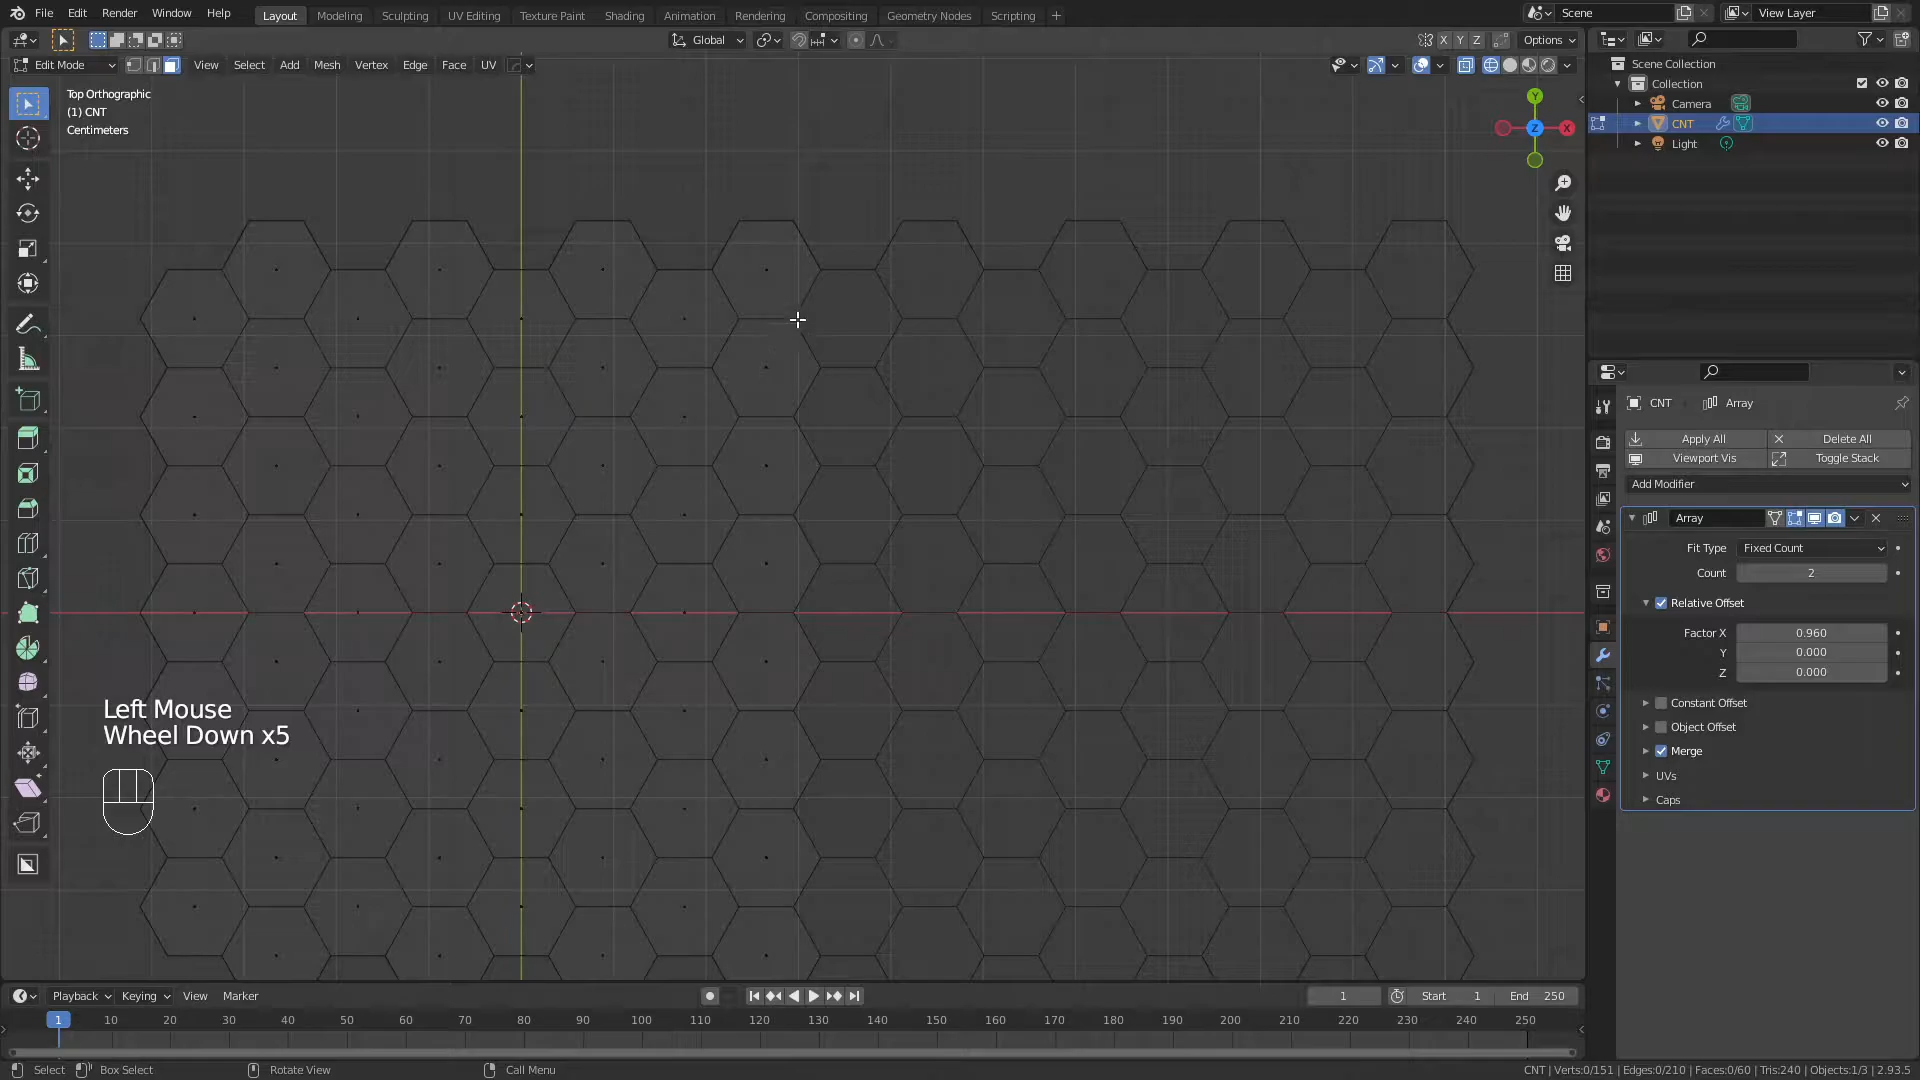 File Edit Render Window Help
Layout Modeling Sculpting UV Editing Texture Paint Shading Animation Rendering Compositing Geometry Nodes Scripting
Scene
View Layer
Global
X Y Z
Options
Edit Mode
View Select Add Mesh Vertex Edge Face UV
Top Orthographic
(1) CNT
Centimeters
Y
X
Z
Left Mouse
Wheel Down x5
Scene Collection
Collection
Camera
CNT
Light
CNT
Array
Apply All
Delete All
Viewport Vis
Toggle Stack
Add Modifier
Array
Fit Type Fixed Count
Count 2
Relative Offset
Factor X 0.960
Y 0.000
Z 0.000
Constant Offset
Object Offset
Merge
UVs
Caps
Playback Keying View Marker
1
Start 1
End 250
1 10 20 30 40 50 60 70 80 90 100 110 120 130 140 150 160 170 180 190 200 210 220 230 240 250
Select
Box Select
Rotate View
Call Menu
CNT | Verts:0/151 | Edges:0/210 | Faces:0/60 | Tris:240 | Objects:1/3 | 2.93.5